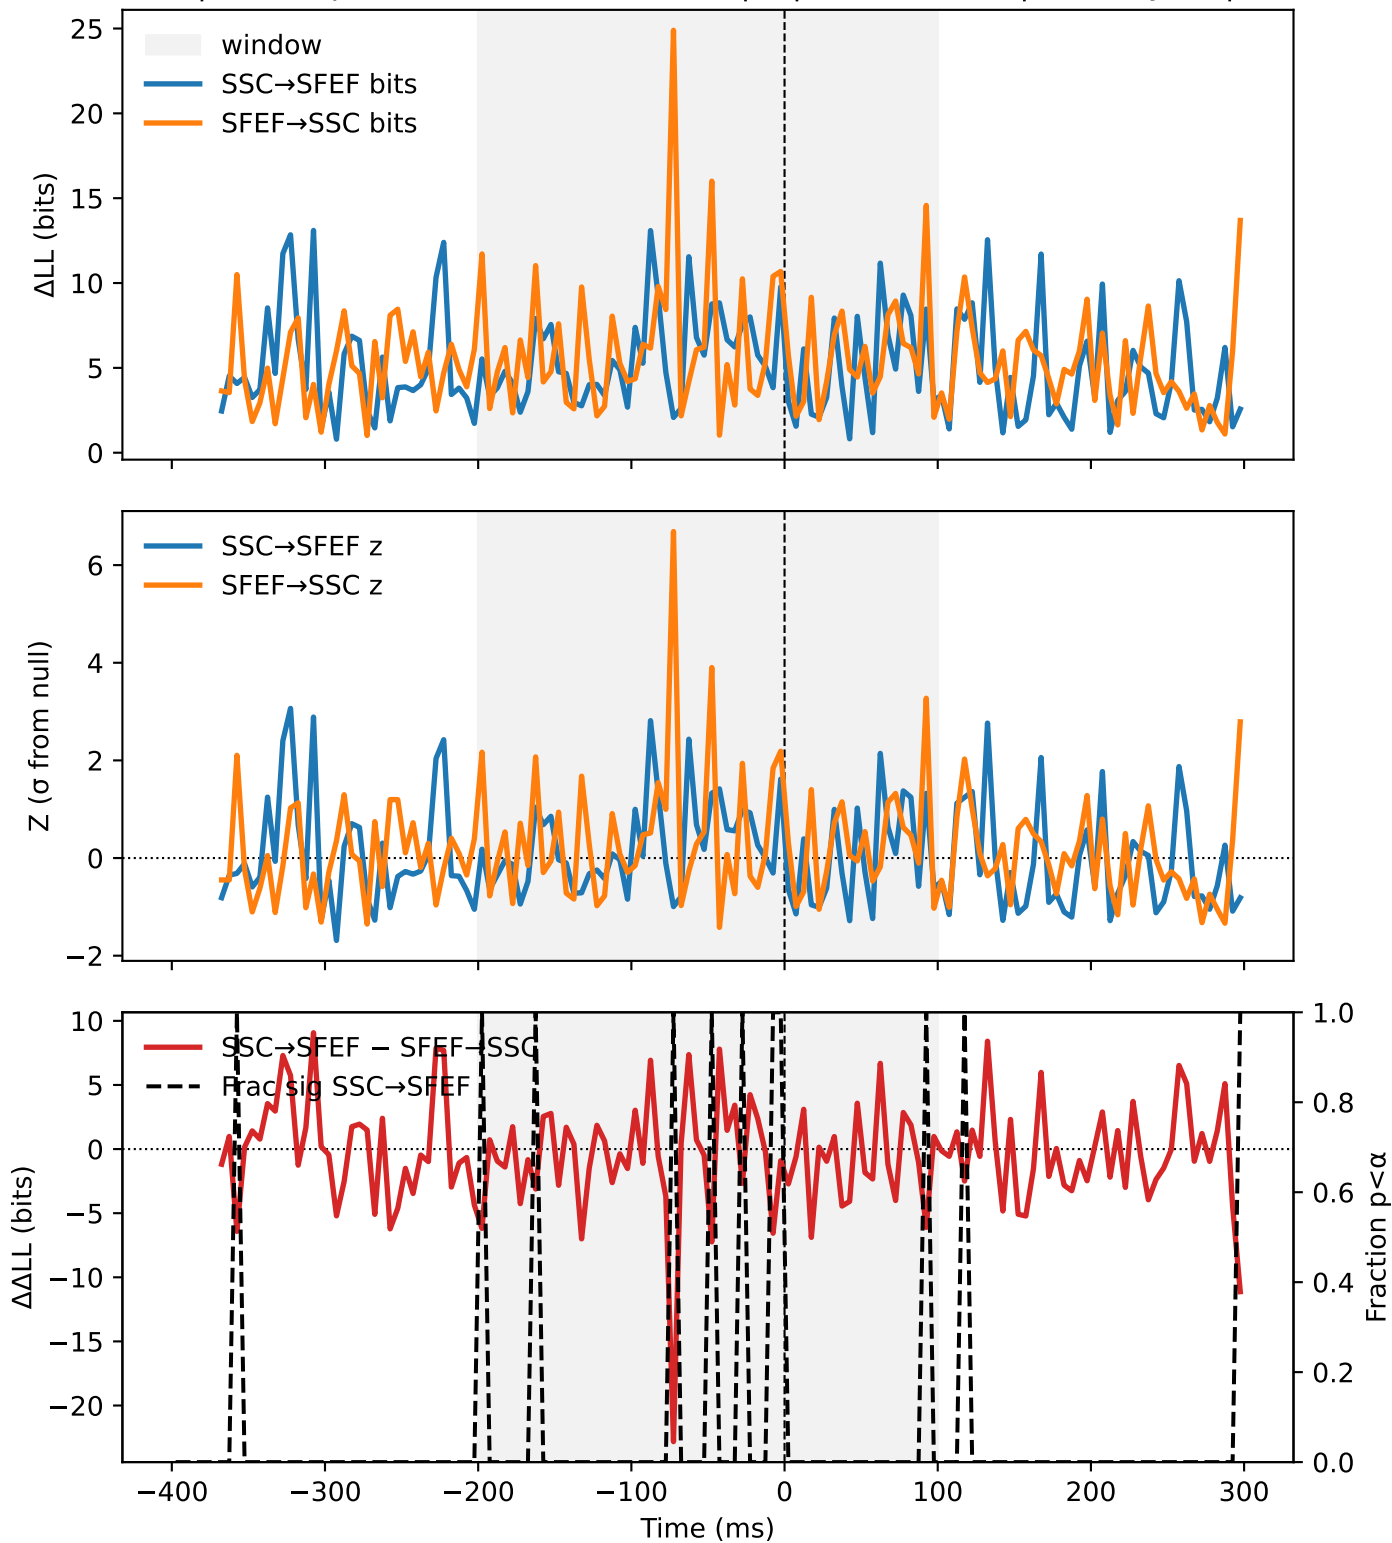 25
20
15
10
5
0
ΔLL (bits)
window
SSC→SFEF bits
SFEF→SSC bits
−400
6
4
2
0
−2
Z (σ from null)
SSC→SFEF z
SFEF→SSC z
10
5
0
−5
−10
−15
−20
ΔΔLL (bits)
SSC→SFEF − SFEF→SSC
Frac sig SSC→SFEF
1.0
0.8
0.6
0.4
0.2
0.0
Fraction p<α
−400 −300 −200 −100 0 100 200 300
Time (ms)